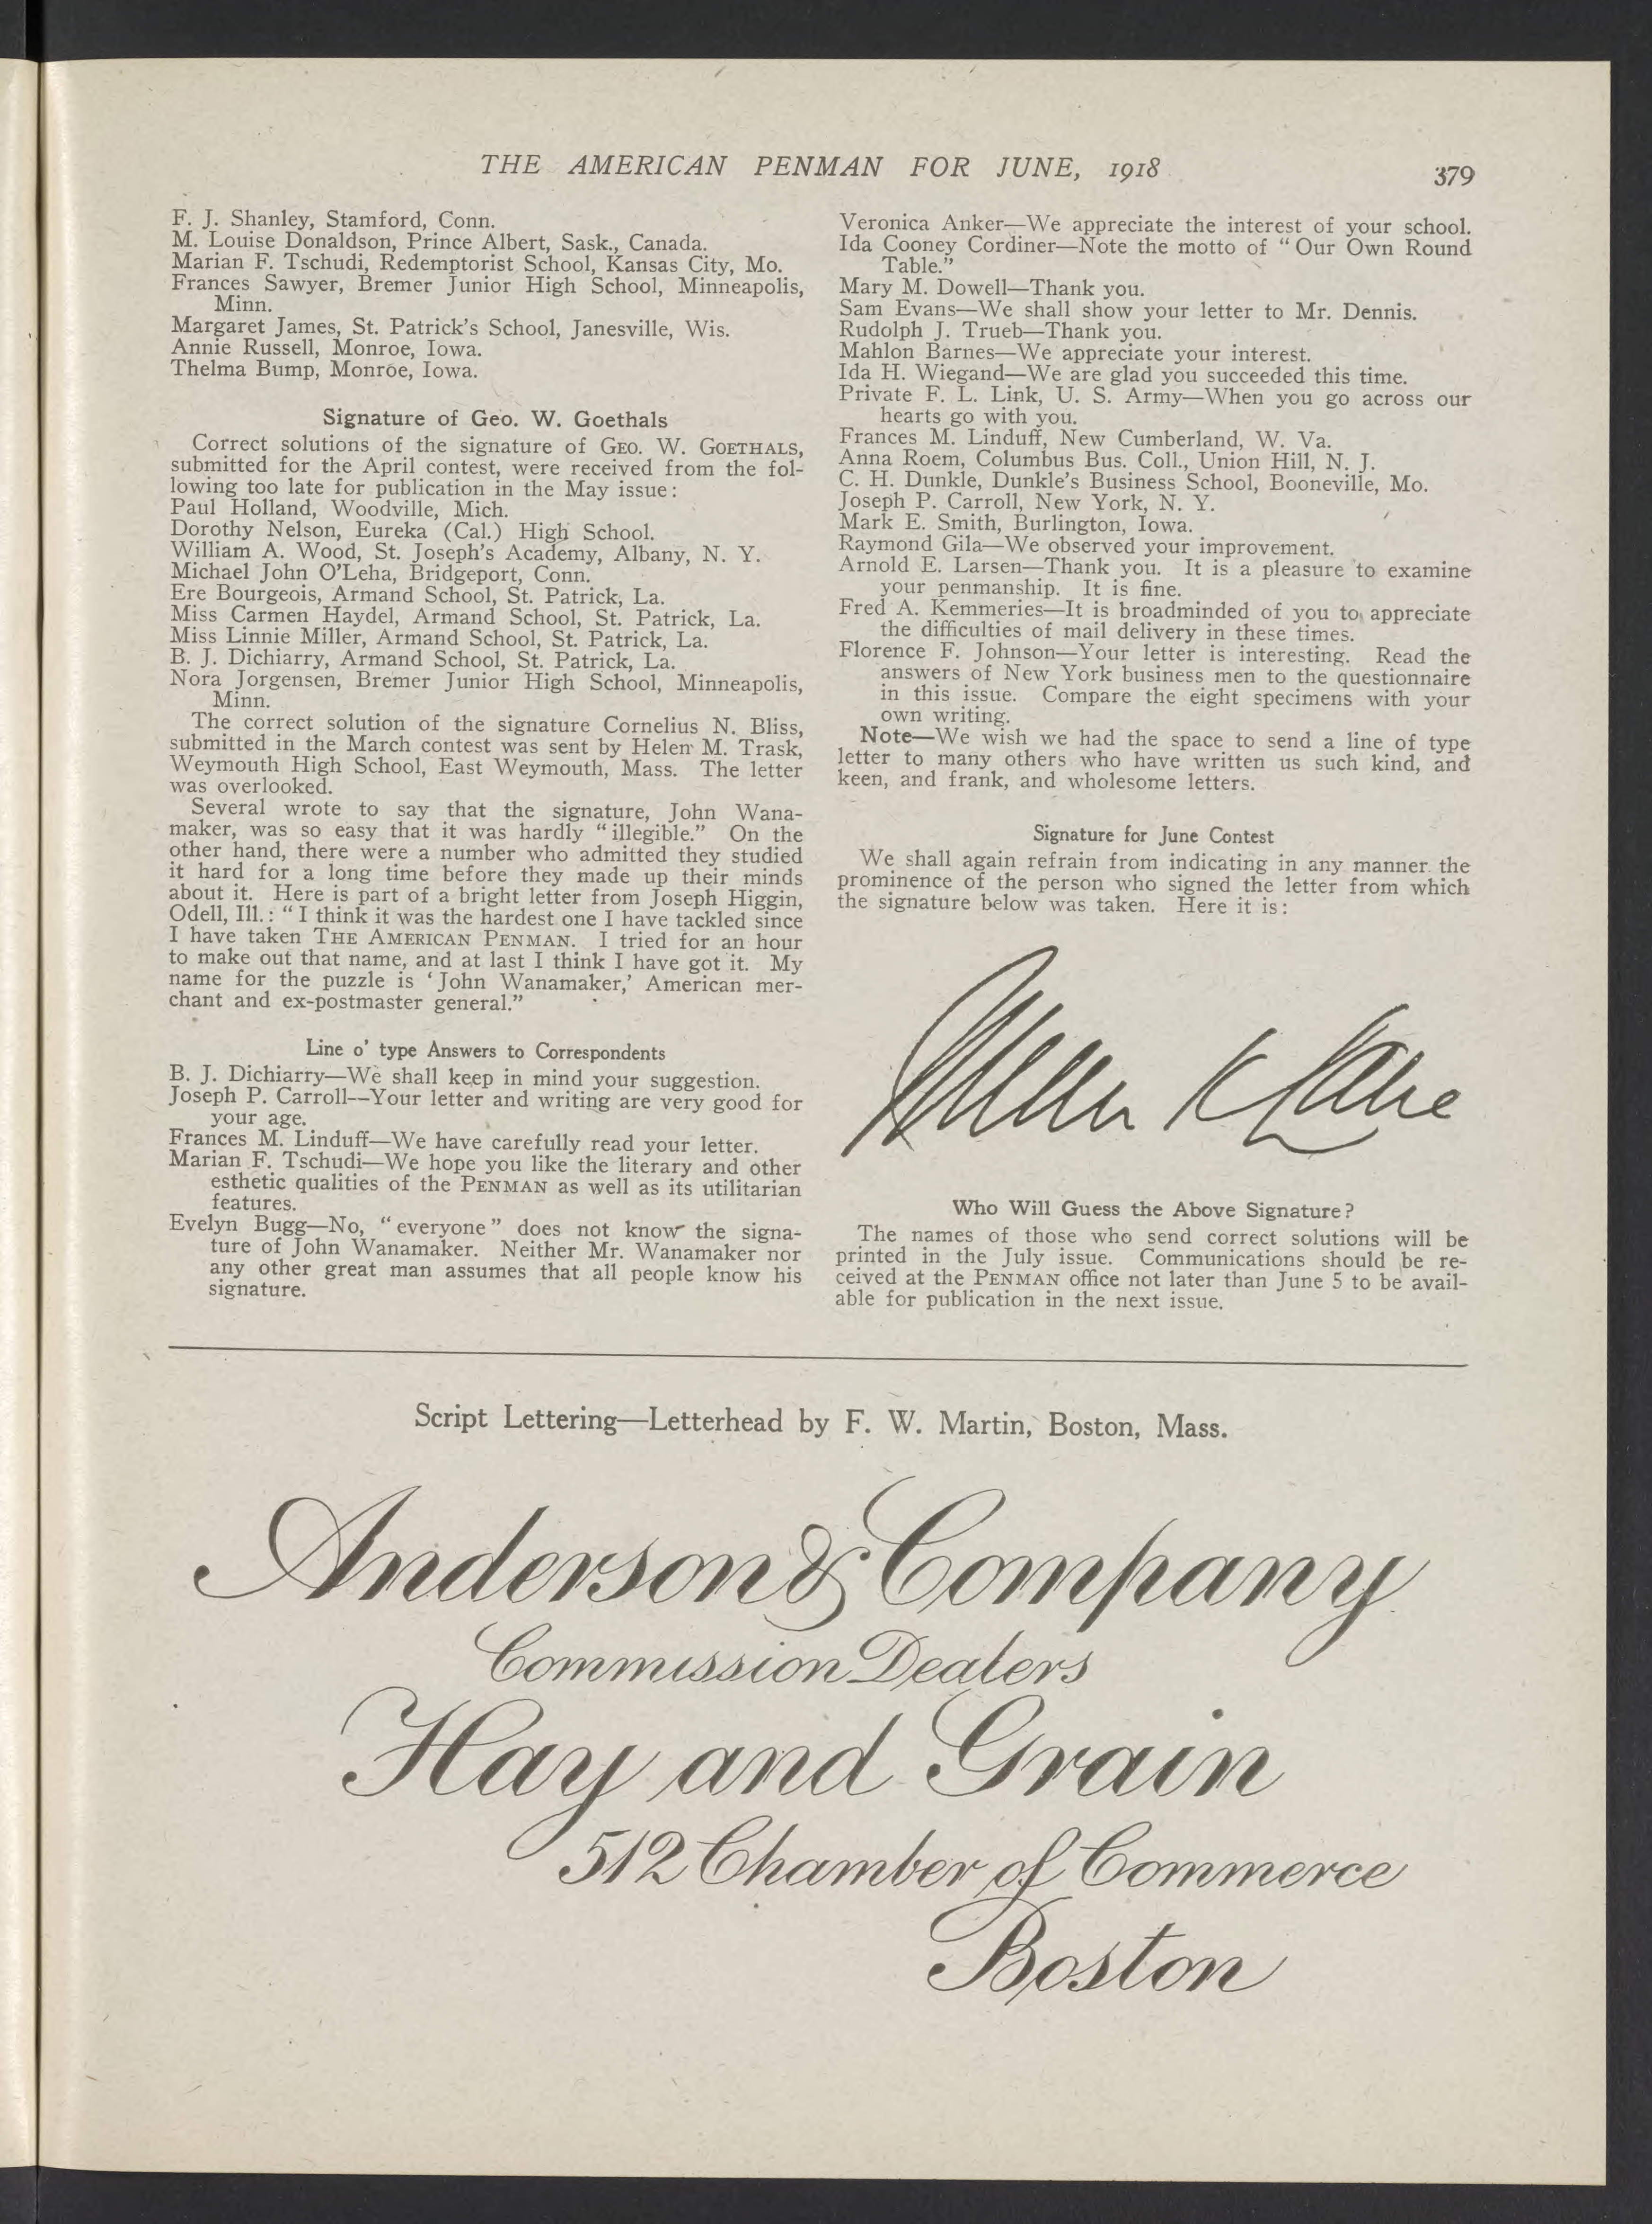 THE AMERICAN PENMAN FOR JUNE, 1918
379
F. J. Shanley, Stamford, Conn.
M. Louise Donaldson, Prince Albert, Sask., Canada.
Marian F. Tschudi, Redemptorist School, Kansas City, Mo.
Frances Sawyer, Bremer Junior High School, Minneapolis,
Minn.
Margaret James, St. Patrick's School, Janesville, Wis.
Annie Russell, Monroe, Iowa.
Thelma Bump, Monroe, Iowa.
Signature of Geo. W. Goethals
Correct solutions of the signature of GEO. W. GOETHALS,
submitted for the April contest, were received from the fol-
lowing too late for publication in the May issue:
Paul Holland, Woodville, Mich.
Dorothy Nelson, Eureka (Cal.) High School.
William A. Wood, St. Joseph's Academy, Albany, N. Y.
Michael John O'Leha, Bridgeport, Conn.
Ere Bourgeois, Armand School, St. Patrick, La.
Miss Carmen Haydel, Armand School, St. Patrick, La.
Miss Linnie Miller, Armand School, St. Patrick, La.
B. J. Dichiarry, Armand School, St. Patrick, La.
Nora Jorgensen, Bremer Junior High School, Minneapolis,
Minn.
The correct solution of the signature Cornelius N. Bliss,
submitted in the March contest was sent by Helen M. Trask,
Weymouth High School, East Weymouth, Mass. The letter
was overlooked.
Several wrote to say that the signature, John Wana-
maker, was so easy that it was hardly "illegible." On the
other hand, there were a number who admitted they studied
it hard for a long time before they made up their minds
about it. Here is part of a bright letter from Joseph Higgin,
Odell, Ill.: "I think it was the hardest one I have tackled since
I have taken THE AMERICAN PENMAN. I tried for an hour
to make out that name, and at last I think I have got it. My
name for the puzzle is 'John Wanamaker,' American mer-
chant and ex-postmaster general."
Line o' type Answers to Correspondents
B. J. Dichiarry—We shall keep in mind your suggestion.
Joseph P. Carroll--Your letter and writing are very good for
your age.
Frances M. Linduff—We have carefully read your letter.
Marian F. Tschudi—We hope you like the literary and other
esthetic qualities of the PENMAN as well as its utilitarian
features.
Evelyn Bugg—No, "everyone" does not know the signa-
ture of John Wanamaker. Neither Mr. Wanamaker nor
any other great man assumes that all people know his
signature.
Veronica Anker—We appreciate the interest of your school.
Ida Cooney Cordiner—Note the motto of "Our Own Round
Table."
Mary M. Dowell—Thank you.
Sam Evans—We shall show your letter to Mr. Dennis.
Rudolph J. Trueb—Thank you.
Mahlon Barnes—We appreciate your interest.
Ida H. Wiegand—We are glad you succeeded this time.
Private F. L. Link, U. S. Army—When you go across our
hearts go with you.
Frances M. Linduff, New Cumberland, W. Va.
Anna Roem, Columbus Bus. Coll., Union Hill, N. J.
C. H. Dunkle, Dunkle's Business School, Booneville, Mo.
Joseph P. Carroll, New York, N. Y.
Mark E. Smith, Burlington, Iowa.
Raymond Gila—We observed your improvement.
Arnold E. Larsen—Thank you. It is a pleasure to examine
your penmanship. It is fine.
Fred A. Kemmeries—It is broadminded of you to appreciate
the difficulties of mail delivery in these times.
Florence F. Johnson—Your letter is interesting. Read the
answers of New York business men to the questionnaire
in this issue. Compare the eight specimens with your
own writing.
Note—We wish we had the space to send a line of type
letter to many others who have written us such kind, and
keen, and frank, and wholesome letters.
Signature for June Contest
We shall again refrain from indicating in any manner the
prominence of the person who signed the letter from which
the signature below was taken. Here it is:
Who Will Guess the Above Signature?
The names of those who send correct solutions will be
printed in the July issue. Communications should be re-
ceived at the PENMAN office not later than June 5 to be avail-
able for publication in the next issue.
Script Lettering—Letterhead by F. W. Martin, Boston, Mass.
Anderson & Company
Commission Dealers
Hay and Grain
512 Chamber of Commerce
Boston